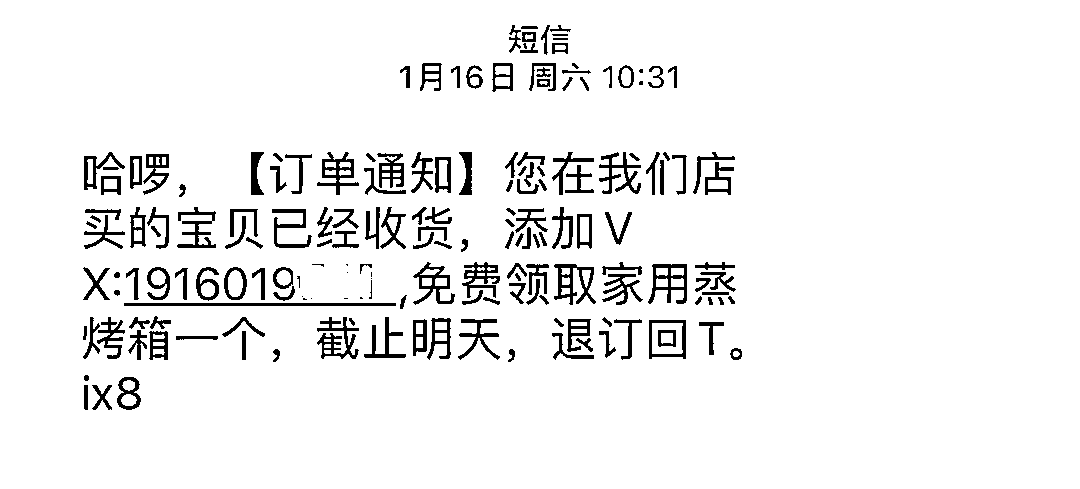 短信
1月16日 周六 10:31
哈啰，【订单通知】您在我们店
买的宝贝已经收货，添加V
X:1916019 ,免费领取家用蒸
烤箱一个，截止明天，退订回T。
ix8